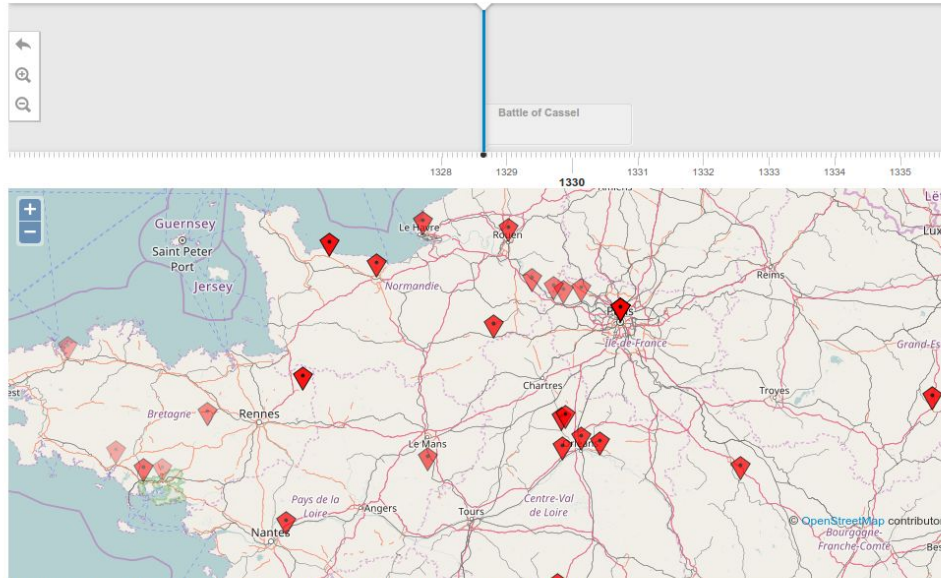 Battle of Cassel
1328
1329
1330
1331
1332
1333
1334
1335
+
−
Guernsey
Saint Peter
Port
Jersey
Le Havre
Rouen
Normandie
Reims
Île-de-France
Grand-Es
Lux
Chartres
Troyes
Bretagne
Rennes
Le Mans
Pays de la
Loire
Angers
Tours
Centre-Val
de Loire
Nantes
© OpenStreetMap contributor
Bourgogne-
Franche-Comté
Bes